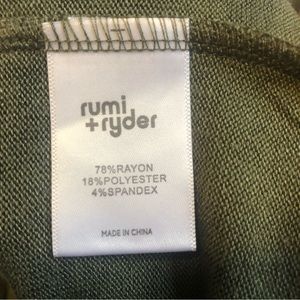 rumi
+ryder
78%RAYON
18%POLYESTER
4%SPANDEX
MADE IN CHINA